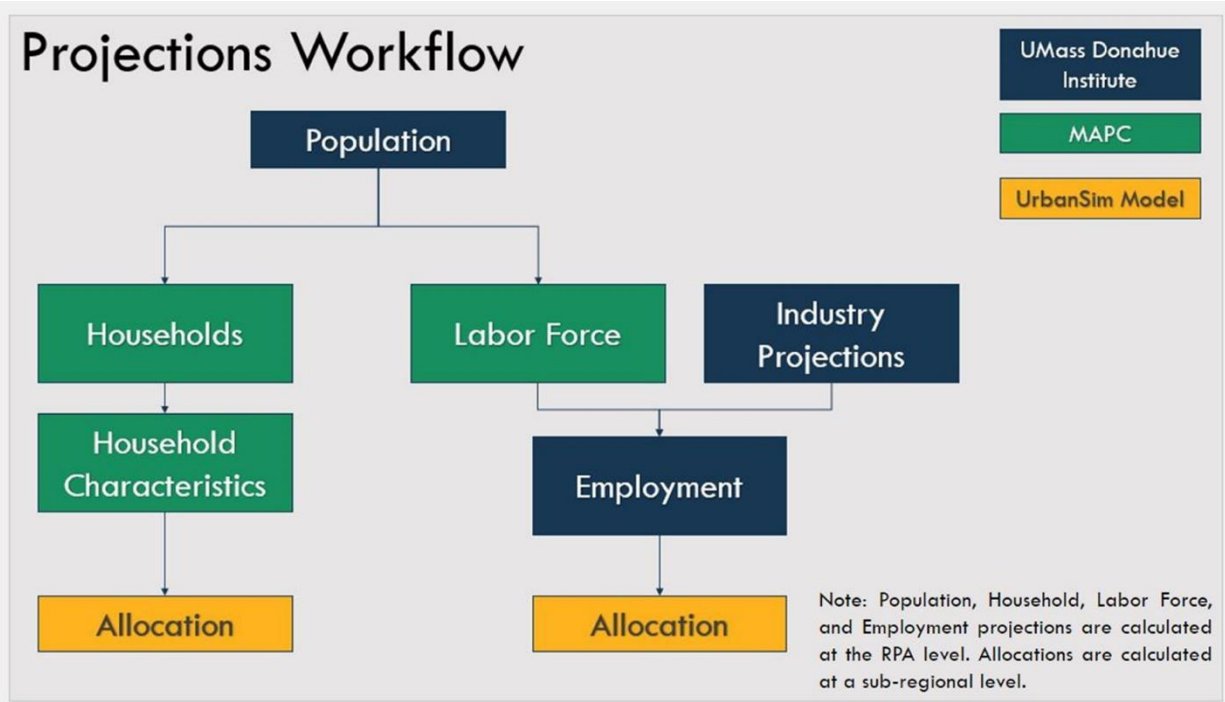 Projections Workflow
UMass Donahue
Institute
MAPC
UrbanSim Model
Population
Households
Labor Force
Industry
Projections
Household
Characteristics
Employment
Allocation
Allocation
Note: Population, Household, Labor Force,
and Employment projections are calculated
at the RPA level. Allocations are calculated
at a sub-regional level.